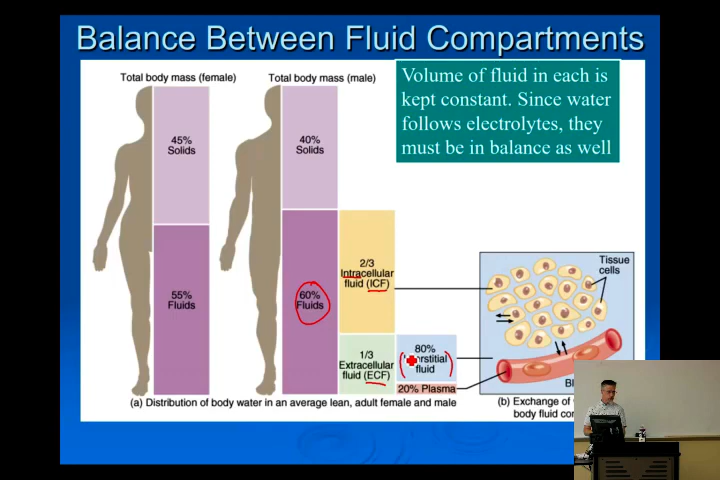 Balance Between Fluid Compartments
Total body mass (female)
Total body mass (male)
Volume of fluid in each is
kept constant. Since water
follows electrolytes, they
must be in balance as well
45%
Solids
40%
Solids
55%
Fluids
60%
Fluids
2/3
Intracellular
fluid (ICF)
1/3
Extracellular
fluid (ECF)
80%
fluid
20% Plasma
Tissue
cells
Bl
(a) Distribution of body water in an average lean, adult female and male
(b) Exchange of
body fluid